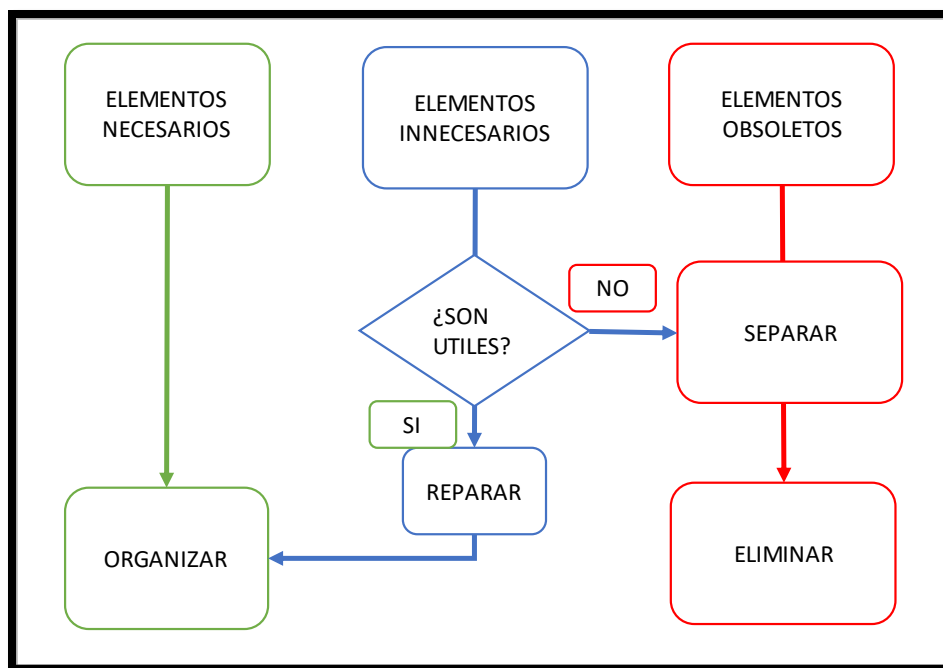 ELEMENTOS
NECESARIOS
ELEMENTOS
INNECESARIOS
ELEMENTOS
OBSOLETOS
¿SON
UTILES?
NO
SEPARAR
SI
REPARAR
ORGANIZAR
ELIMINAR